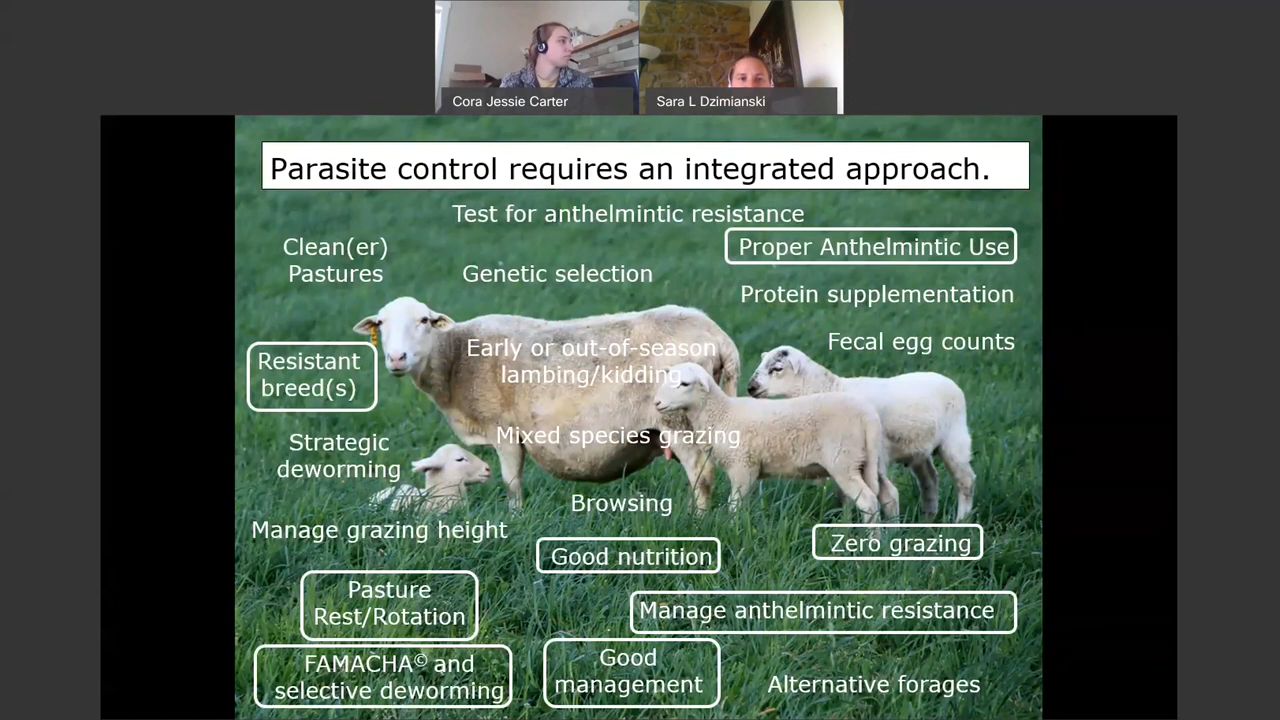 Cora Jessie Carter
Sara L Dzimianski
Parasite control requires an integrated approach.
Test for anthelmintic resistance
Clean(er)
Pastures
Genetic selection
Proper Anthelmintic Use
Protein supplementation
Fecal egg counts
Early or out-of-season
lambing/kidding
Resistant
breed(s)
Mixed species grazing
Strategic
deworming
Browsing
Manage grazing height
Good nutrition
Zero grazing
Pasture
Rest/Rotation
Manage anthelmintic resistance
FAMACHA© and
selective deworming
Good
management
Alternative forages